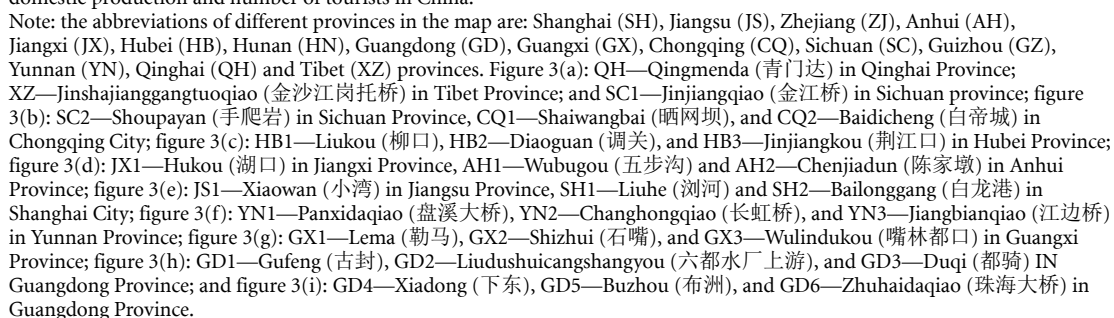 domestic production and number of tourists in China.
Note: the abbreviations of different provinces in the map are: Shanghai (SH), Jiangsu (JS), Zhejiang (ZJ), Anhui (AH),
Jiangxi (JX), Hubei (HB), Hunan (HN), Guangdong (GD), Guangxi (GX), Chongqing (CQ), Sichuan (SC), Guizhou (GZ),
Yunnan (YN), Qinghai (QH) and Tibet (XZ) provinces. Figure 3(a): QH—Qingmenda (青门达) in Qinghai Province;
XZ—Jinshajianggangtuoqiao (金沙江岗托桥) in Tibet Province; and SC1—Jinjiangqiao (金江桥) in Sichuan province; figure
3(b): SC2—Shoupayan (手爬岩) in Sichuan Province, CQ1—Shaiwangbai (晒网坝), and CQ2—Baidicheng (白帝城) in
Chongqing City; figure 3(c): HB1—Liukou (柳口), HB2—Diaoguan (调关), and HB3—Jinjiangkou (荆江口) in Hubei Province;
figure 3(d): JX1—Hukou (湖口) in Jiangxi Province, AH1—Wubugou (五步沟) and AH2—Chenjiadun (陈家墩) in Anhui
Province; figure 3(e): JS1—Xiaowan (小湾) in Jiangsu Province, SH1—Liuhe (浏河) and SH2—Bailonggang (白龙港) in
Shanghai City; figure 3(f): YN1—Panxidaqiao (盘溪大桥), YN2—Changhongqiao (长虹桥), and YN3—Jiangbianqiao (江边桥)
in Yunnan Province; figure 3(g): GX1—Lema (勒马), GX2—Shizhui (石嘴), and GX3—Wulindukou (嘴林都口) in Guangxi
Province; figure 3(h): GD1—Gufeng (古封), GD2—Liudushuicangshangyou (六都水厂上游), and GD3—Duqi (都骑) IN
Guangdong Province; and figure 3(i): GD4—Xiadong (下东), GD5—Buzhou (布洲), and GD6—Zhuhaidaqiao (珠海大桥) in
Guangdong Province.